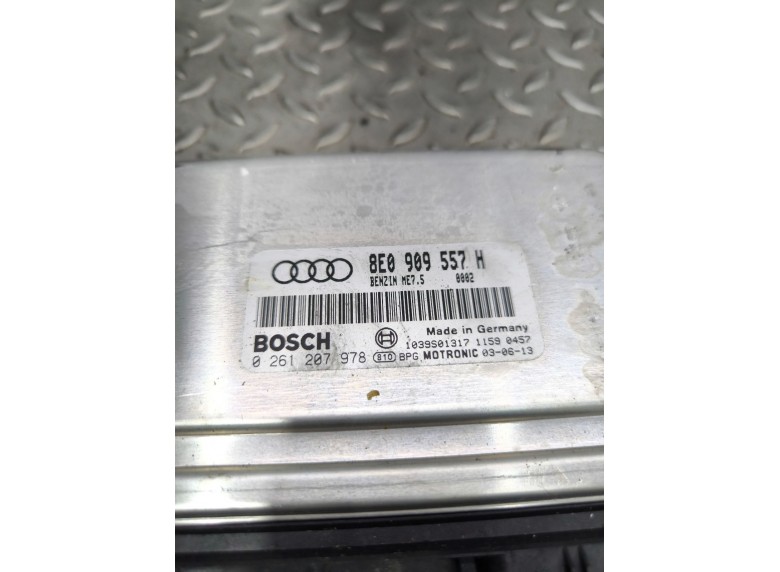 8E0 909 557 H
BENZIN ME7.5 0002
Made in Germany
BOSCH
1039S01317 1159 0457
0 261 207 978 810 BPG MOTRONIC 03-06-13